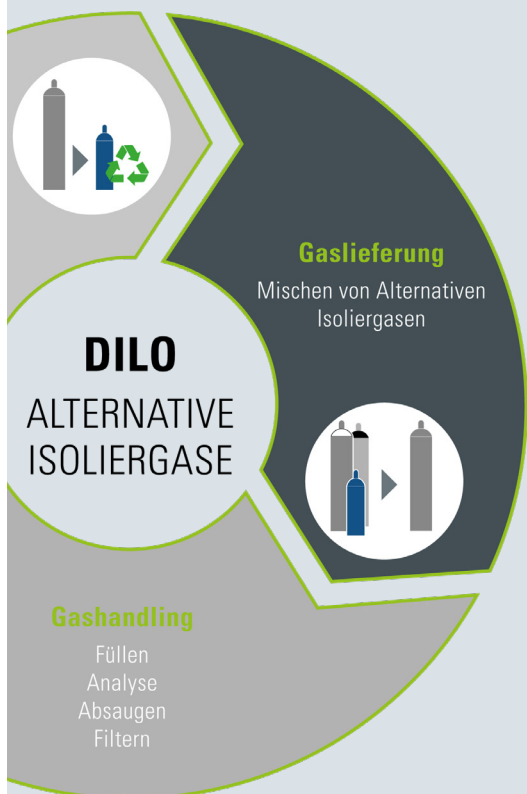 Gaslieferung
Mischen von Alternativen
Isoliergasen
DILO
ALTERNATIVE
ISOLIERGASE
Gashandling
Füllen
Analyse
Absaugen
Filtern